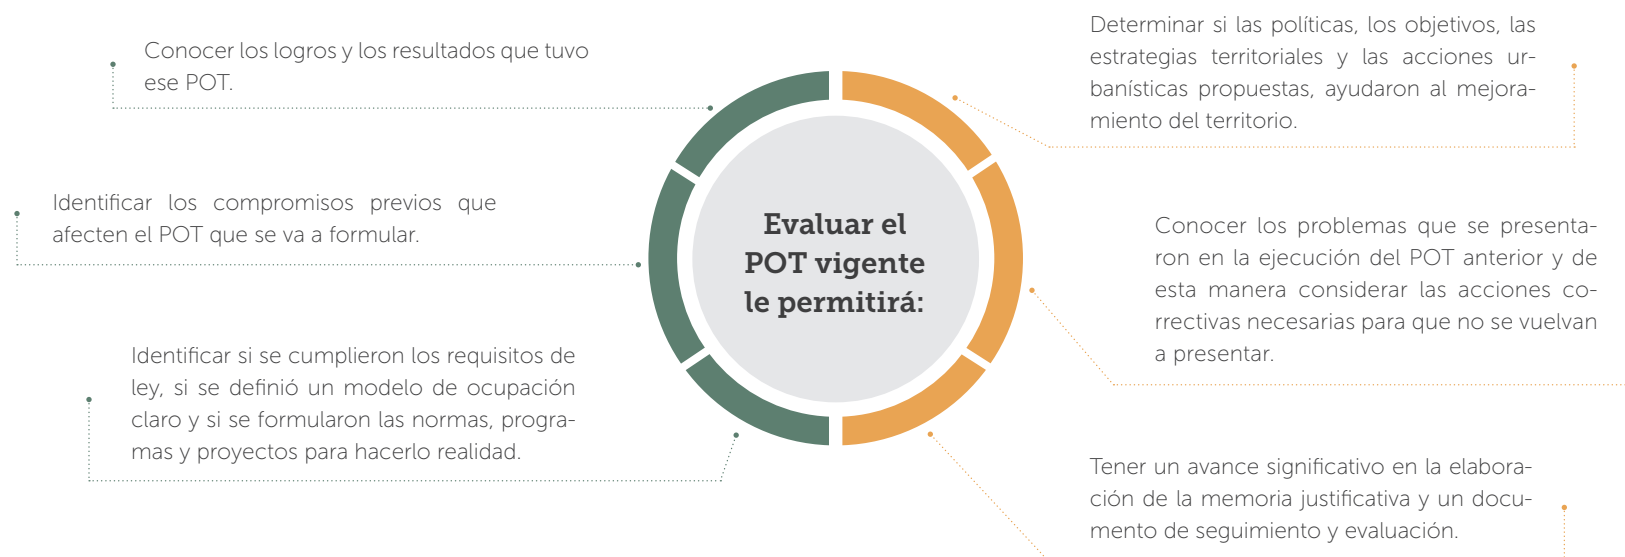 Conocer los logros y los resultados que tuvo
ese POT.
Identificar los compromisos previos que
afecten el POT que se va a formular.
Identificar si se cumplieron los requisitos de
ley, si se definió un modelo de ocupación
claro y si se formularon las normas, progra-
mas y proyectos para hacerlo realidad.
Evaluar el
POT vigente
le permitirá:
Determinar si las políticas, los objetivos, las
estrategias territoriales y las acciones ur-
banísticas propuestas, ayudaron al mejora-
miento del territorio.
Conocer los problemas que se presenta-
ron en la ejecución del POT anterior y de
esta manera considerar las acciones co-
rrectivas necesarias para que no se vuelvan
a presentar.
Tener un avance significativo en la elabora-
ción de la memoria justificativa y un docu-
mento de seguimiento y evaluación.